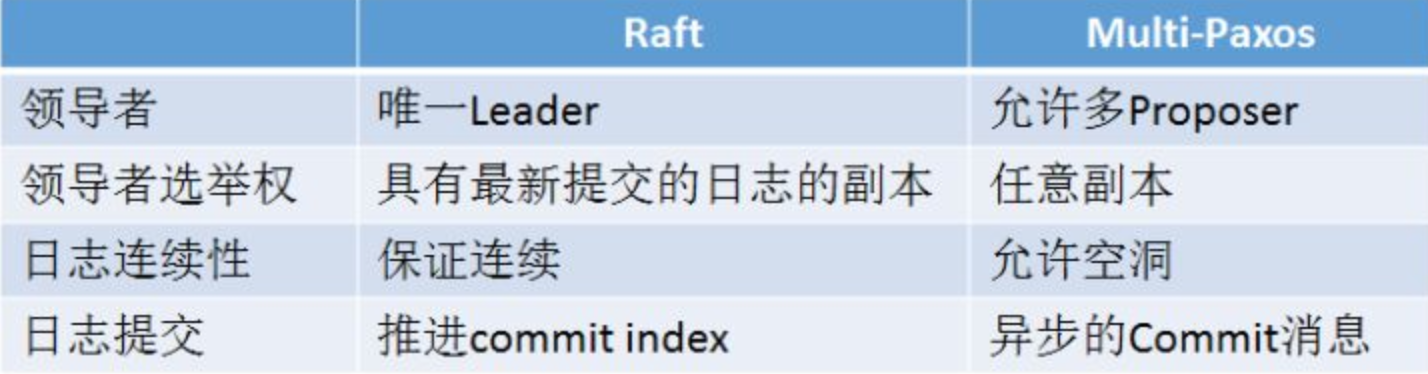 Raft Multi-Paxos
领导者 唯一Leader 允许多Proposer
领导者选举权 具有最新提交的日志的副本 任意副本
日志连续性 保证连续 允许空洞
日志提交 推进commit index 异步的Commit消息